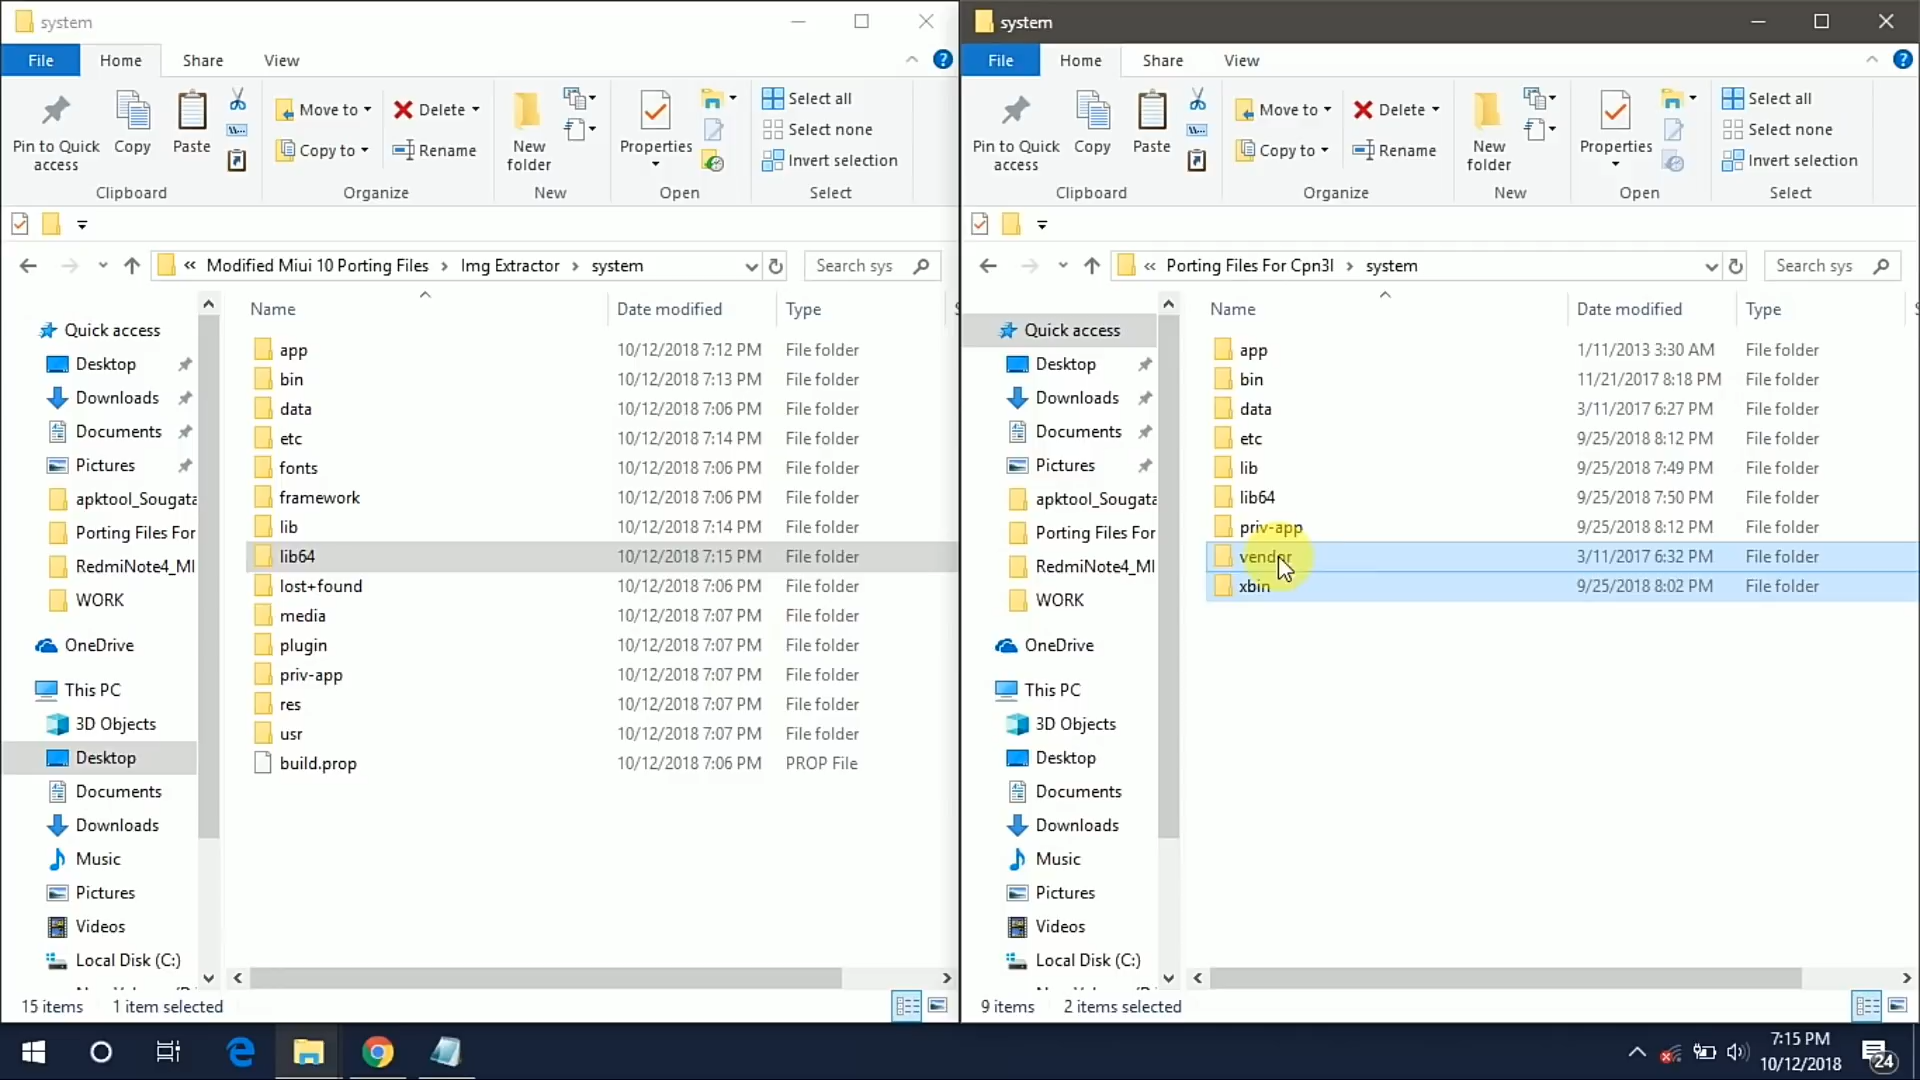 system
File
Home
Share
View
Pin to Quick access
Copy
Paste
Clipboard
Move to
Copy to
Delete
Rename
Organize
New folder
New
Properties
Open
Select all
Select none
Invert selection
Select
« Modified Miui 10 Porting Files › Img Extractor › system
Search sys
Quick access
Desktop
Downloads
Documents
Pictures
apktool_Sougata
Porting Files For
RedmiNote4_MI
WORK
OneDrive
This PC
3D Objects
Desktop
Documents
Downloads
Music
Pictures
Videos
Local Disk (C:)
Name Date modified Type
app 10/12/2018 7:12 PM File folder
bin 10/12/2018 7:13 PM File folder
data 10/12/2018 7:06 PM File folder
etc 10/12/2018 7:14 PM File folder
fonts 10/12/2018 7:06 PM File folder
framework 10/12/2018 7:06 PM File folder
lib 10/12/2018 7:14 PM File folder
lib64 10/12/2018 7:15 PM File folder
lost+found 10/12/2018 7:06 PM File folder
media 10/12/2018 7:07 PM File folder
plugin 10/12/2018 7:07 PM File folder
priv-app 10/12/2018 7:07 PM File folder
res 10/12/2018 7:07 PM File folder
usr 10/12/2018 7:07 PM File folder
build.prop 10/12/2018 7:06 PM PROP File
15 items 1 item selected
system
File
Home
Share
View
Pin to Quick access
Copy
Paste
Clipboard
Move to
Copy to
Delete
Rename
Organize
New folder
New
Properties
Open
Select all
Select none
Invert selection
Select
« Porting Files For Cpn3l › system
Search sys
Quick access
Desktop
Downloads
Documents
Pictures
apktool_Sougata
Porting Files For
RedmiNote4_MI
WORK
OneDrive
This PC
3D Objects
Desktop
Documents
Downloads
Music
Pictures
Videos
Local Disk (C:)
Name Date modified Type
app 1/11/2013 3:30 AM File folder
bin 11/21/2017 8:18 PM File folder
data 3/11/2017 6:27 PM File folder
etc 9/25/2018 8:12 PM File folder
lib 9/25/2018 7:49 PM File folder
lib64 9/25/2018 7:50 PM File folder
priv-app 9/25/2018 8:12 PM File folder
vendor 3/11/2017 6:32 PM File folder
xbin 9/25/2018 8:02 PM File folder
9 items 2 items selected
7:15 PM
10/12/2018
24